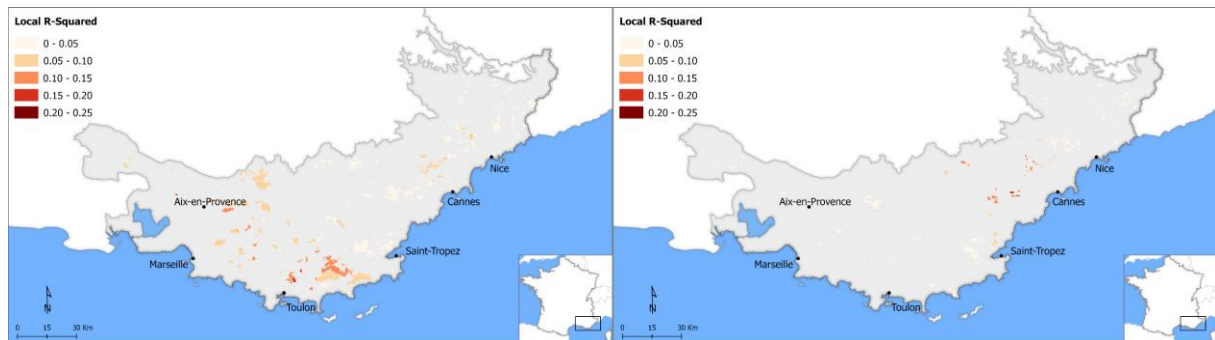 Local R-Squared
0 - 0.05
0.05 - 0.10
0.10 - 0.15
0.15 - 0.20
0.20 - 0.25
Nice
Cannes
Aix-en-Provence
Saint-Tropez
Marseille
Toulon
N
0 15 30 Km
Local R-Squared
0 - 0.05
0.05 - 0.10
0.10 - 0.15
0.15 - 0.20
0.20 - 0.25
Nice
Cannes
Aix-en-Provence
Saint-Tropez
Marseille
Toulon
N
0 15 30 Km